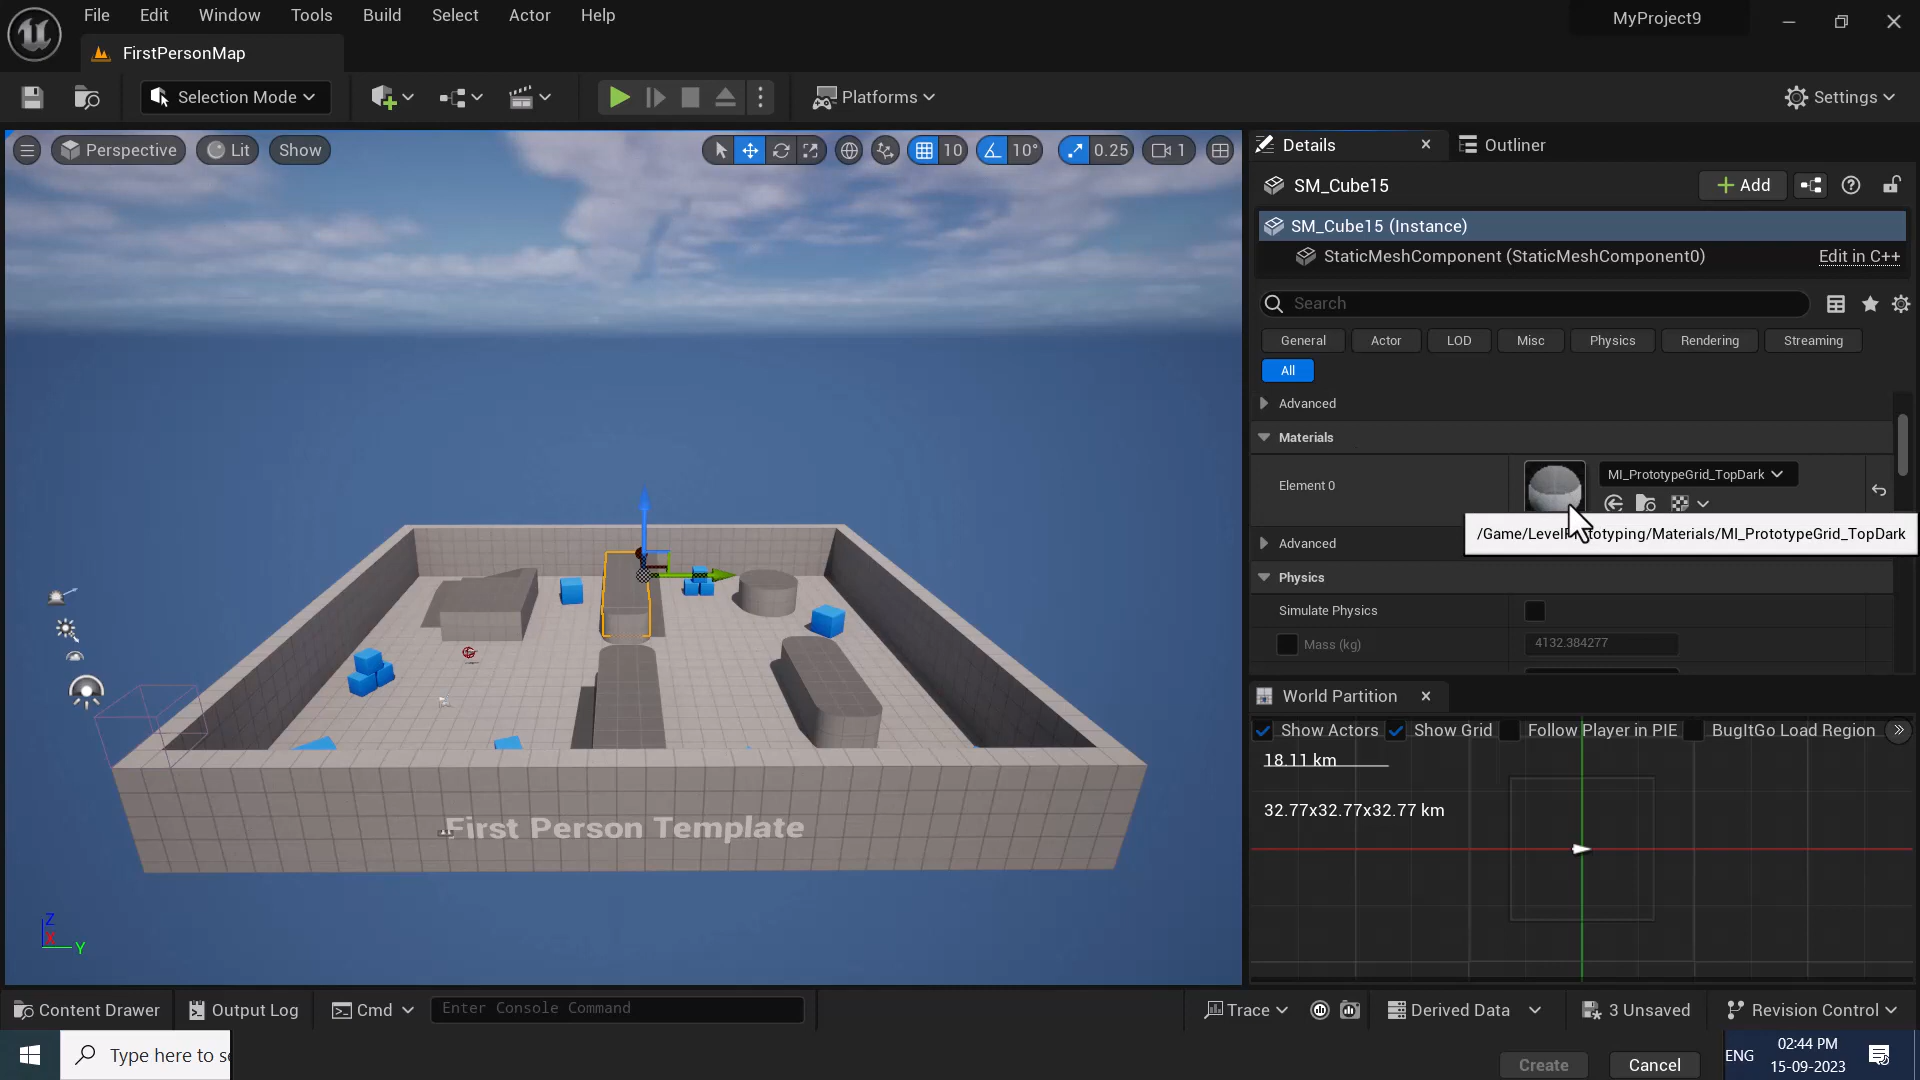 File Edit Window Tools Build Select Actor Help
MyProject9
FirstPersonMap
Selection Mode
Platforms
Settings
Perspective
Lit
Show
10
10°
0.25
1
Details
Outliner
SM_Cube15
Add
SM_Cube15 (Instance)
StaticMeshComponent (StaticMeshComponent0)
Edit in C++
Search
General Actor LOD Misc Physics Rendering Streaming
All
Advanced
Materials
Element 0
MI_PrototypeGrid_TopDark
/Game/LevelPrototyping/Materials/MI_PrototypeGrid_TopDark
Advanced
Physics
Simulate Physics
Mass (kg)
4132.384277
First Person Template
Z
X
Y
World Partition
Show Actors Show Grid Follow Player in PIE BugItGo Load Region
18.11 km
32.77x32.77x32.77 km
Content Drawer
Output Log
Cmd
Enter Console Command
Trace
Derived Data
3 Unsaved
Revision Control
Type here to se
Create
Cancel
ENG
02:44 PM
15-09-2023